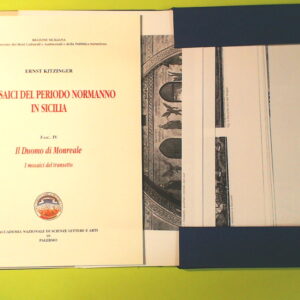 REGIONE SICILIANA
ERNST KITZINGER
SAICI DEL PERIODO NORMANNO
IN SICILIA
FASC. IV
Il Duomo di Monreale
I mosaici del transetto
ACCADEMIA NAZIONALE DI SCIENZE LETTERE E ARTI
DI
PALERMO